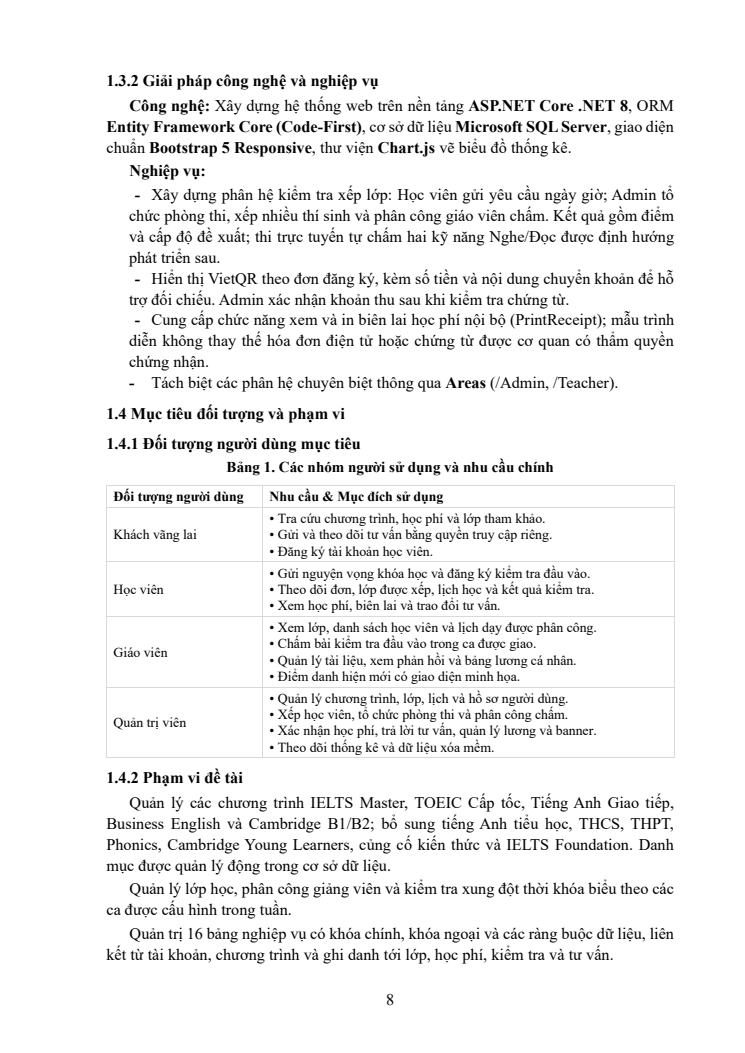 1.3.2 Giải pháp công nghệ và nghiệp vụ
Công nghệ: Xây dựng hệ thống web trên nền tảng ASP.NET Core .NET 8, ORM
Entity Framework Core (Code-First), cơ sở dữ liệu Microsoft SQL Server, giao diện
chuẩn Bootstrap 5 Responsive, thư viện Chart.js vẽ biểu đồ thống kê.
Nghiệp vụ:
- Xây dựng phân hệ kiểm tra xếp lớp: Học viên gửi yêu cầu ngày giờ; Admin tổ
chức phòng thi, xếp nhiều thí sinh và phân công giáo viên chấm. Kết quả gồm điểm
và cấp độ đề xuất; thi trực tuyến tự chấm hai kỹ năng Nghe/Đọc được định hướng
phát triển sau.
- Hiển thị VietQR theo đơn đăng ký, kèm số tiền và nội dung chuyển khoản để hỗ
trợ đối chiếu. Admin xác nhận khoản thu sau khi kiểm tra chứng từ.
- Cung cấp chức năng xem và in biên lai học phí nội bộ (PrintReceipt); mẫu trình
diễn không thay thế hóa đơn điện tử hoặc chứng từ được cơ quan có thẩm quyền
chứng nhận.
- Tách biệt các phân hệ chuyên biệt thông qua Areas (/Admin, /Teacher).
1.4 Mục tiêu đối tượng và phạm vi
1.4.1 Đối tượng người dùng mục tiêu
Bảng 1. Các nhóm người sử dụng và nhu cầu chính
Đối tượng người dùng Nhu cầu & Mục đích sử dụng
Khách vãng lai
• Tra cứu chương trình, học phí và lớp tham khảo.
• Gửi và theo dõi tư vấn bằng quyền truy cập riêng.
• Đăng ký tài khoản học viên.
Học viên
• Gửi nguyện vọng khóa học và đăng ký kiểm tra đầu vào.
• Theo dõi đơn, lớp được xếp, lịch học và kết quả kiểm tra.
• Xem học phí, biên lai và trao đổi tư vấn.
Giáo viên
• Xem lớp, danh sách học viên và lịch dạy được phân công.
• Chấm bài kiểm tra đầu vào trong ca được giao.
• Quản lý tài liệu, xem phản hồi và bảng lương cá nhân.
• Điểm danh hiện mới có giao diện minh họa.
Quản trị viên
• Quản lý chương trình, lớp, lịch và hồ sơ người dùng.
• Xếp học viên, tổ chức phòng thi và phân công chấm.
• Xác nhận học phí, trả lời tư vấn, quản lý lương và banner.
• Theo dõi thống kê và dữ liệu xóa mềm.
1.4.2 Phạm vi đề tài
Quản lý các chương trình IELTS Master, TOEIC Cấp tốc, Tiếng Anh Giao tiếp,
Business English và Cambridge B1/B2; bổ sung tiếng Anh tiểu học, THCS, THPT,
Phonics, Cambridge Young Learners, củng cố kiến thức và IELTS Foundation. Danh
mục được quản lý động trong cơ sở dữ liệu.
Quản lý lớp học, phân công giảng viên và kiểm tra xung đột thời khóa biểu theo các
ca được cấu hình trong tuần.
Quản trị 16 bảng nghiệp vụ có khóa chính, khóa ngoại và các ràng buộc dữ liệu, liên
kết từ tài khoản, chương trình và ghi danh tới lớp, học phí, kiểm tra và tư vấn.
8